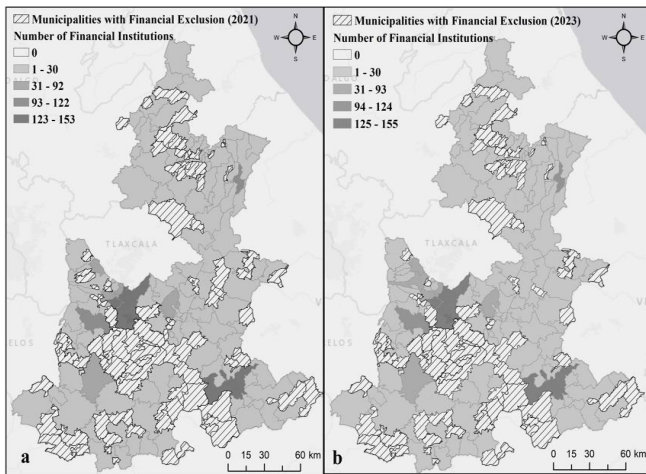 Municipalities with Financial Exclusion (2021)
Number of Financial Institutions
0
1 - 30
31 - 92
93 - 122
123 - 153
N
W E
S
TLAXCALA
a
0 15 30 60 km
Municipalities with Financial Exclusion (2023)
Number of Financial Institutions
0
1 - 30
31 - 93
94 - 124
125 - 155
N
W E
S
TLAXCALA
ELOS
b
0 15 30 60 km